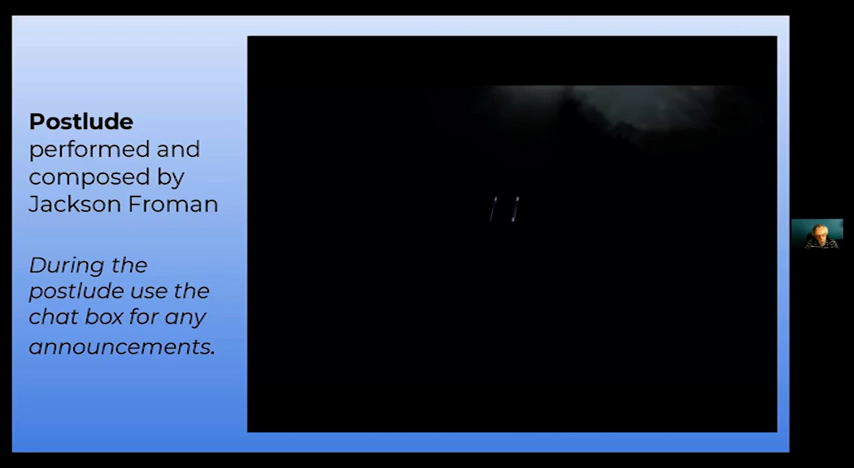 Postlude
performed and
composed by
Jackson Froman
During the
postlude use the
chat box for any
announcements.